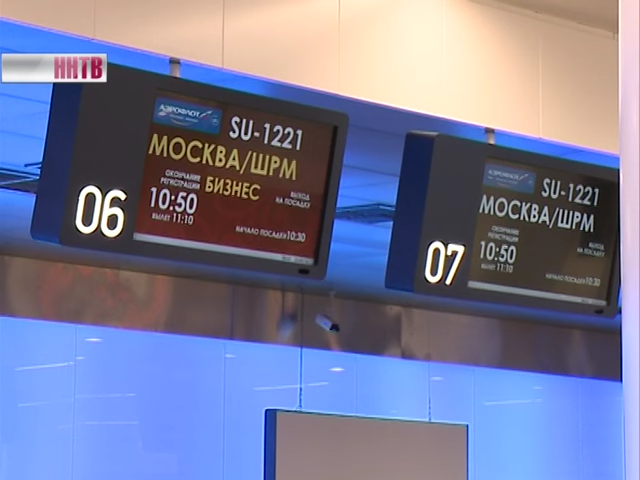 ННТВ
АЭРОФЛОТ
SU-1221
МОСКВА/ШРМ
ОКОНЧАНИЕ
РЕГИСТРАЦИИ
БИЗНЕС
ВЫХОД
НА ПОСАДКУ
10:50
ВЫЛЕТ 11:10
НАЧАЛО ПОСАДКИ 10:30
06
АЭРОФЛОТ
SU-1221
МОСКВА/ШРМ
ОКОНЧАНИЕ
РЕГИСТРАЦИИ
ВЫХОД
НА ПОСАДКУ
10:50
ВЫЛЕТ 11:10
НАЧАЛО ПОСАДКИ 10:30
07